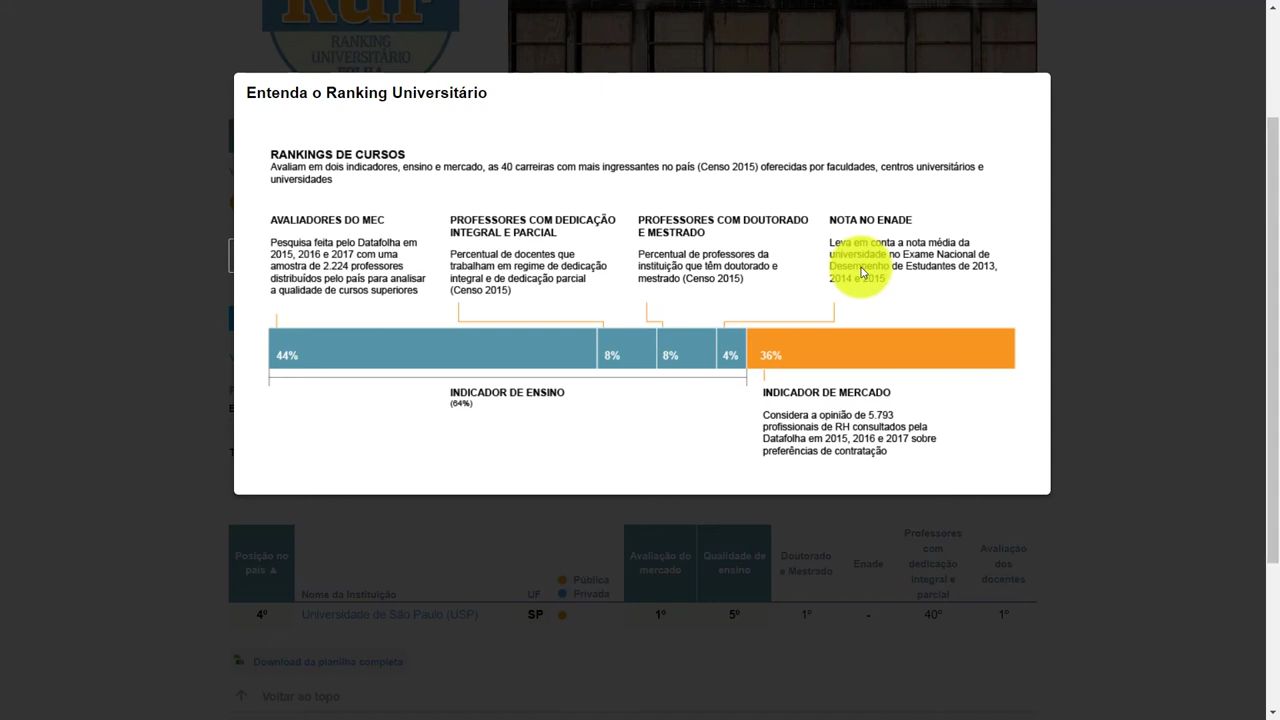 RANKING
UNIVERSITÁRIO
FOLHA
Entenda o Ranking Universitário
RANKINGS DE CURSOS
Avaliam em dois indicadores, ensino e mercado, as 40 carreiras com mais ingressantes no país (Censo 2015) oferecidas por faculdades, centros universitários e
universidades
AVALIADORES DO MEC
Pesquisa feita pelo Datafolha em
2015, 2016 e 2017 com uma
amostra de 2.224 professores
distribuídos pelo país para analisar
a qualidade de cursos superiores
PROFESSORES COM DEDICAÇÃO
INTEGRAL E PARCIAL
Percentual de docentes que
trabalham em regime de dedicação
integral e de dedicação parcial
(Censo 2015)
PROFESSORES COM DOUTORADO
E MESTRADO
Percentual de professores da
instituição que têm doutorado e
mestrado (Censo 2015)
NOTA NO ENADE
Leva em conta a nota média da
universidade no Exame Nacional de
Desempenho de Estudantes de 2013,
2014 e 2015
44%
8%
8%
4%
36%
INDICADOR DE ENSINO
(64%)
INDICADOR DE MERCADO
Considera a opinião de 5.793
profissionais de RH consultados pela
Datafolha em 2015, 2016 e 2017 sobre
preferências de contratação
Posição no
país ▲
Nome da Instituição
UF
Pública
Privada
Avaliação do
mercado
Qualidade de
ensino
Doutorado
e Mestrado
Enade
Professores
com
dedicação
integral e
parcial
Avaliação
dos
docentes
4º Universidade de São Paulo (USP) SP 1º 5º 1º - 40º 1º
Download da planilha completa
Voltar ao topo